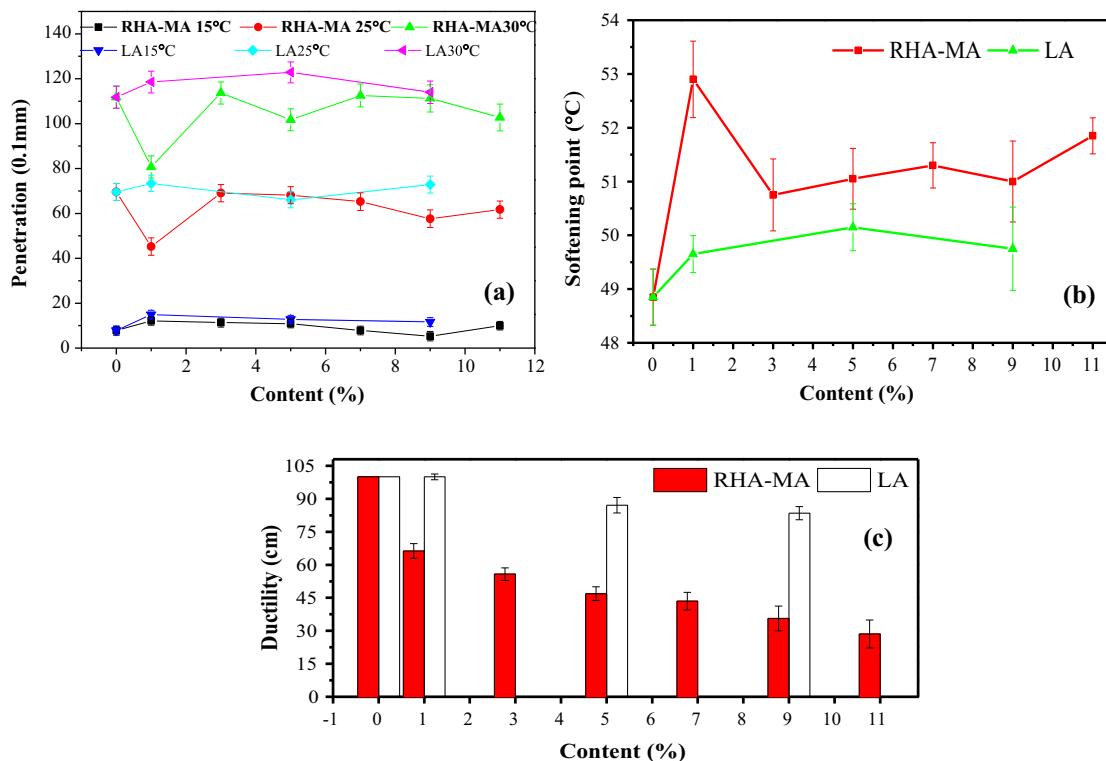 RHA-MA 15°C RHA-MA 25°C RHA-MA30°C
LA15°C LA25°C LA30°C
140
120
100
80
60
40
20
0
Penetration (0.1mm)
(a)
0 2 4 6 8 10 12
Content (%)
RHA-MA LA
54
53
52
51
50
49
48
Softening point (°C)
(b)
0 1 2 3 4 5 6 7 8 9 10 11
Content (%)
RHA-MA LA
105
90
75
60
45
30
15
0
Ductility (cm)
(c)
-1 0 1 2 3 4 5 6 7 8 9 10 11
Content (%)